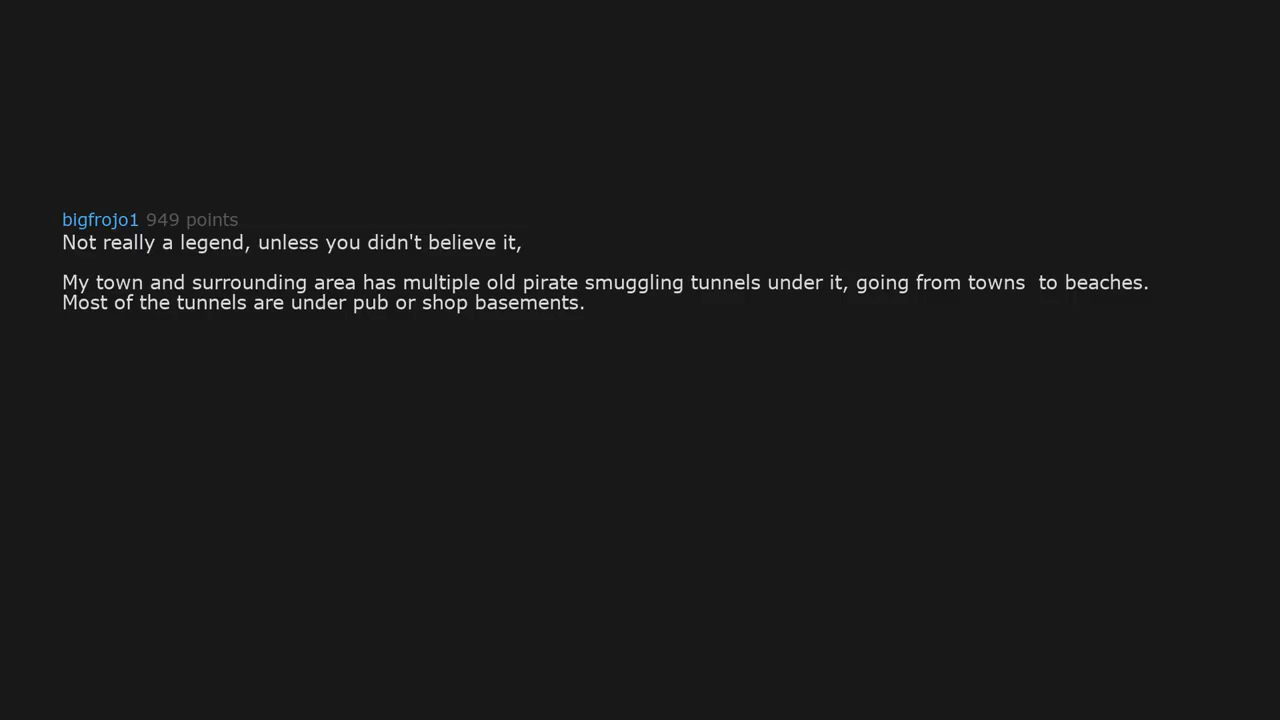 bigfrojo1 949 points
Not really a legend, unless you didn't believe it,
My town and surrounding area has multiple old pirate smuggling tunnels under it, going from towns  to beaches.
Most of the tunnels are under pub or shop basements.